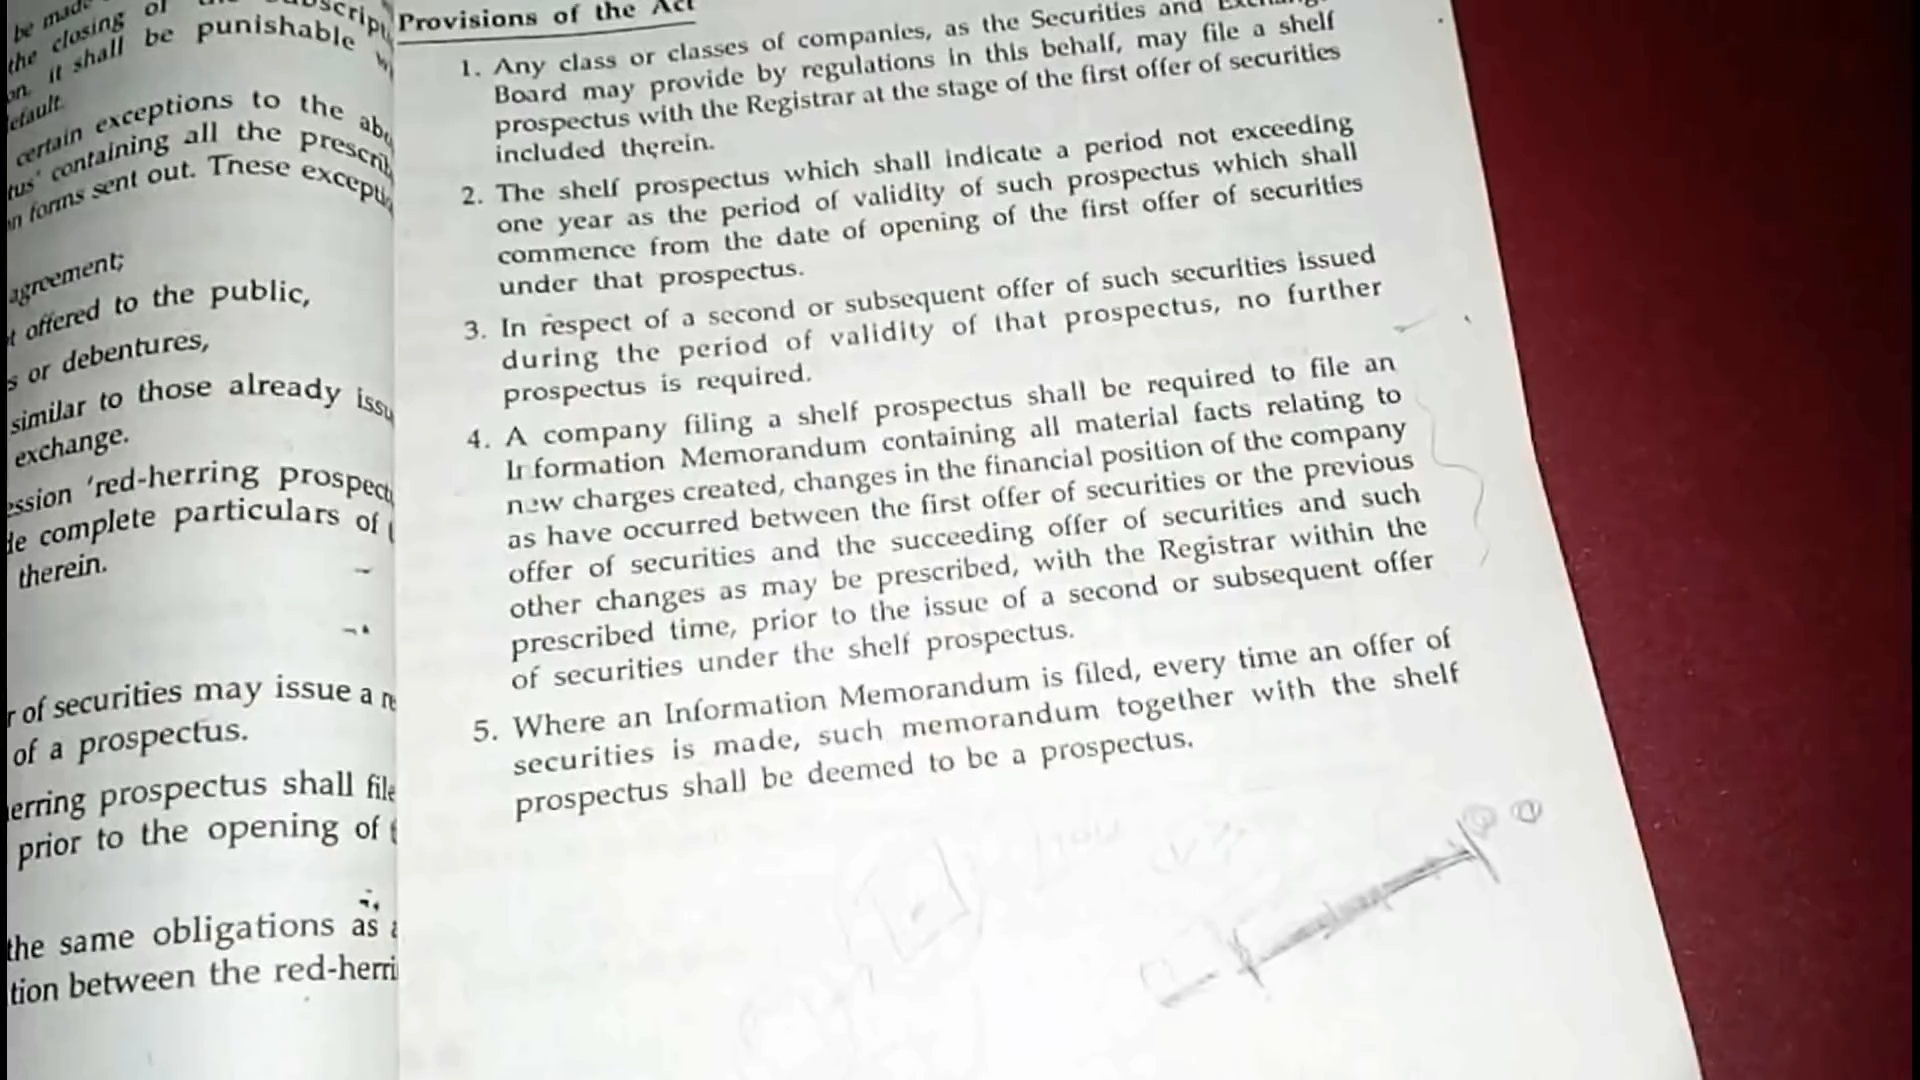 be made
the closing of
on. it shall be punishable
default.
certain exceptions to the
containing all the
forms sent out. These
agreement;
offered to the public,
or debentures,
similar to those already
exchange.
'red-herring
complete particulars of
therein.
of securities may issue a
of a prospectus.
prospectus shall file
prior to the opening of
the same obligations as
between the
Provisions of the Act
1. Any class or classes of companies, as the Securities and
Board may provide by regulations in this behalf, may file a shelf
prospectus with the Registrar at the stage of the first offer of securities
included therein.
2. The shelf prospectus which shall indicate a period not exceeding
one year as the period of validity of such prospectus which shall
commence from the date of opening of the first offer of securities
under that prospectus.
3. In respect of a second or subsequent offer of such securities issued
during the period of validity of that prospectus, no further
prospectus is required.
4. A company filing a shelf prospectus shall be required to file an
Information Memorandum containing all material facts relating to
new charges created, changes in the financial position of the company
as have occurred between the first offer of securities or the previous
offer of securities and the succeeding offer of securities and such
other changes as may be prescribed, with the Registrar within the
prescribed time, prior to the issue of a second or subsequent offer
of securities under the shelf prospectus.
5. Where an Information Memorandum is filed, every time an offer of
securities is made, such memorandum together with the shelf
prospectus shall be deemed to be a prospectus.